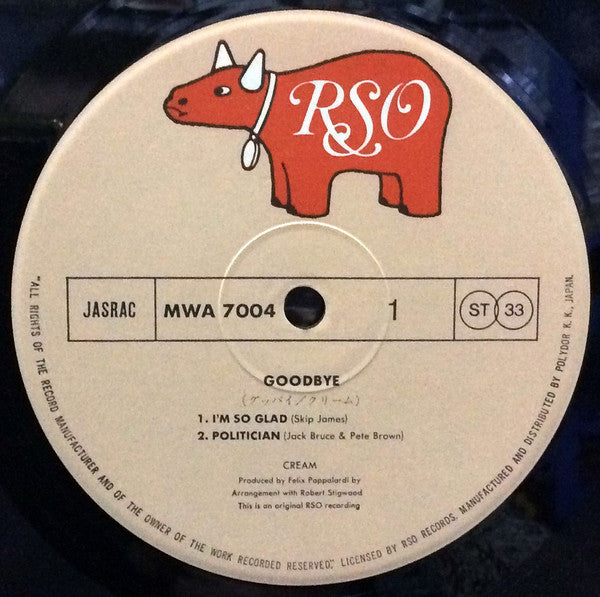 RSO
JASRAC
MWA 7004
1
ST 33
GOODBYE
(グッバイ/クリーム)
1. I'M SO GLAD (Skip James)
2. POLITICIAN (Jack Bruce & Pete Brown)
CREAM
Produced by Felix Pappalardi by
Arrangement with Robert Stigwood
This is an original RSO recording
"ALL RIGHTS OF THE RECORD MANUFACTURER AND OF THE OWNER OF THE WORK RECORDED RESERVED", LICENSED BY RSO RECORDS, MANUFACTURED AND DISTRIBUTED BY POLYDOR K. K., JAPAN.